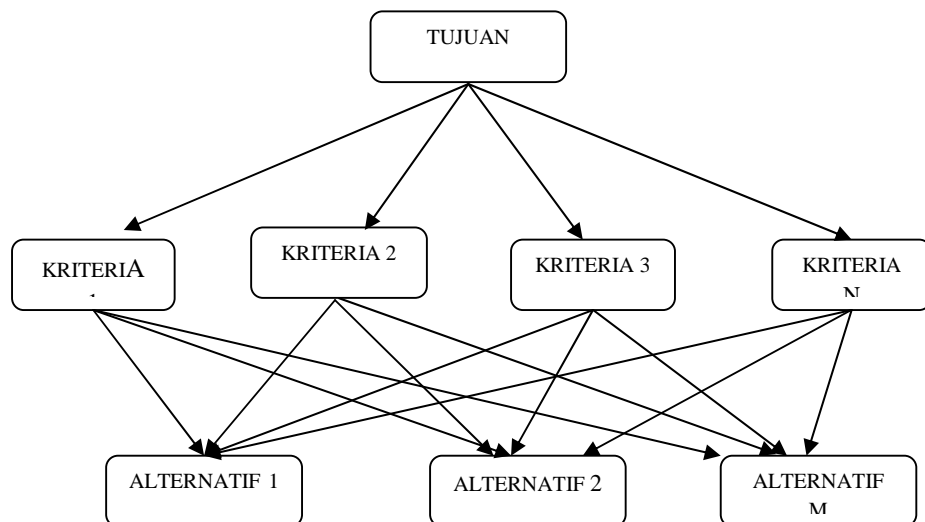 TUJUAN
KRITERIA
KRITERIA 2
KRITERIA 3
KRITERIA
N
ALTERNATIF 1
ALTERNATIF 2
ALTERNATIF
M